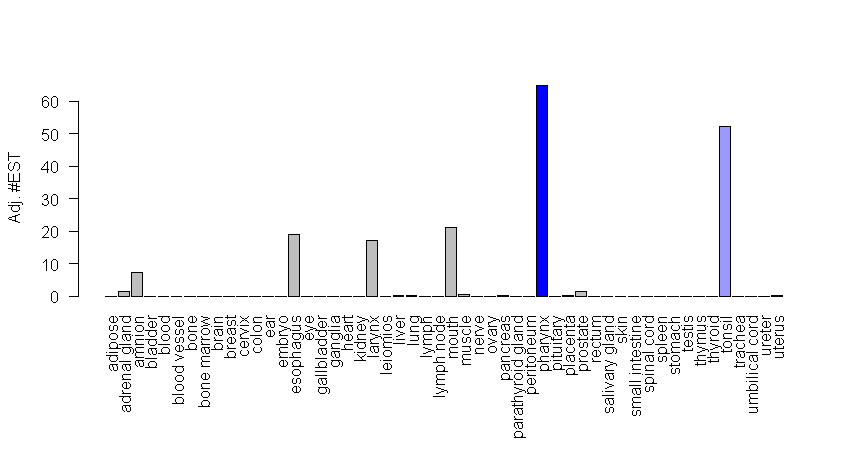 Adj. #EST
60
50
40
30
20
10
0
adipose
adrenal gland
amnion
bladder
blood
blood vessel
bone
bone marrow
brain
breast
cervix
colon
ear
embryo
esophagus
eye
gallbladder
ganglia
heart
kidney
larynx
leiomios
liver
lung
lymph
lymph node
mouth
muscle
nerve
ovary
pancreas
parathyroid gland
peritoneum
pharynx
pituitary
placenta
prostate
rectum
salivary gland
skin
small intestine
spinal cord
spleen
stomach
testis
thymus
thyroid
tonsil
trachea
umbilical cord
ureter
uterus